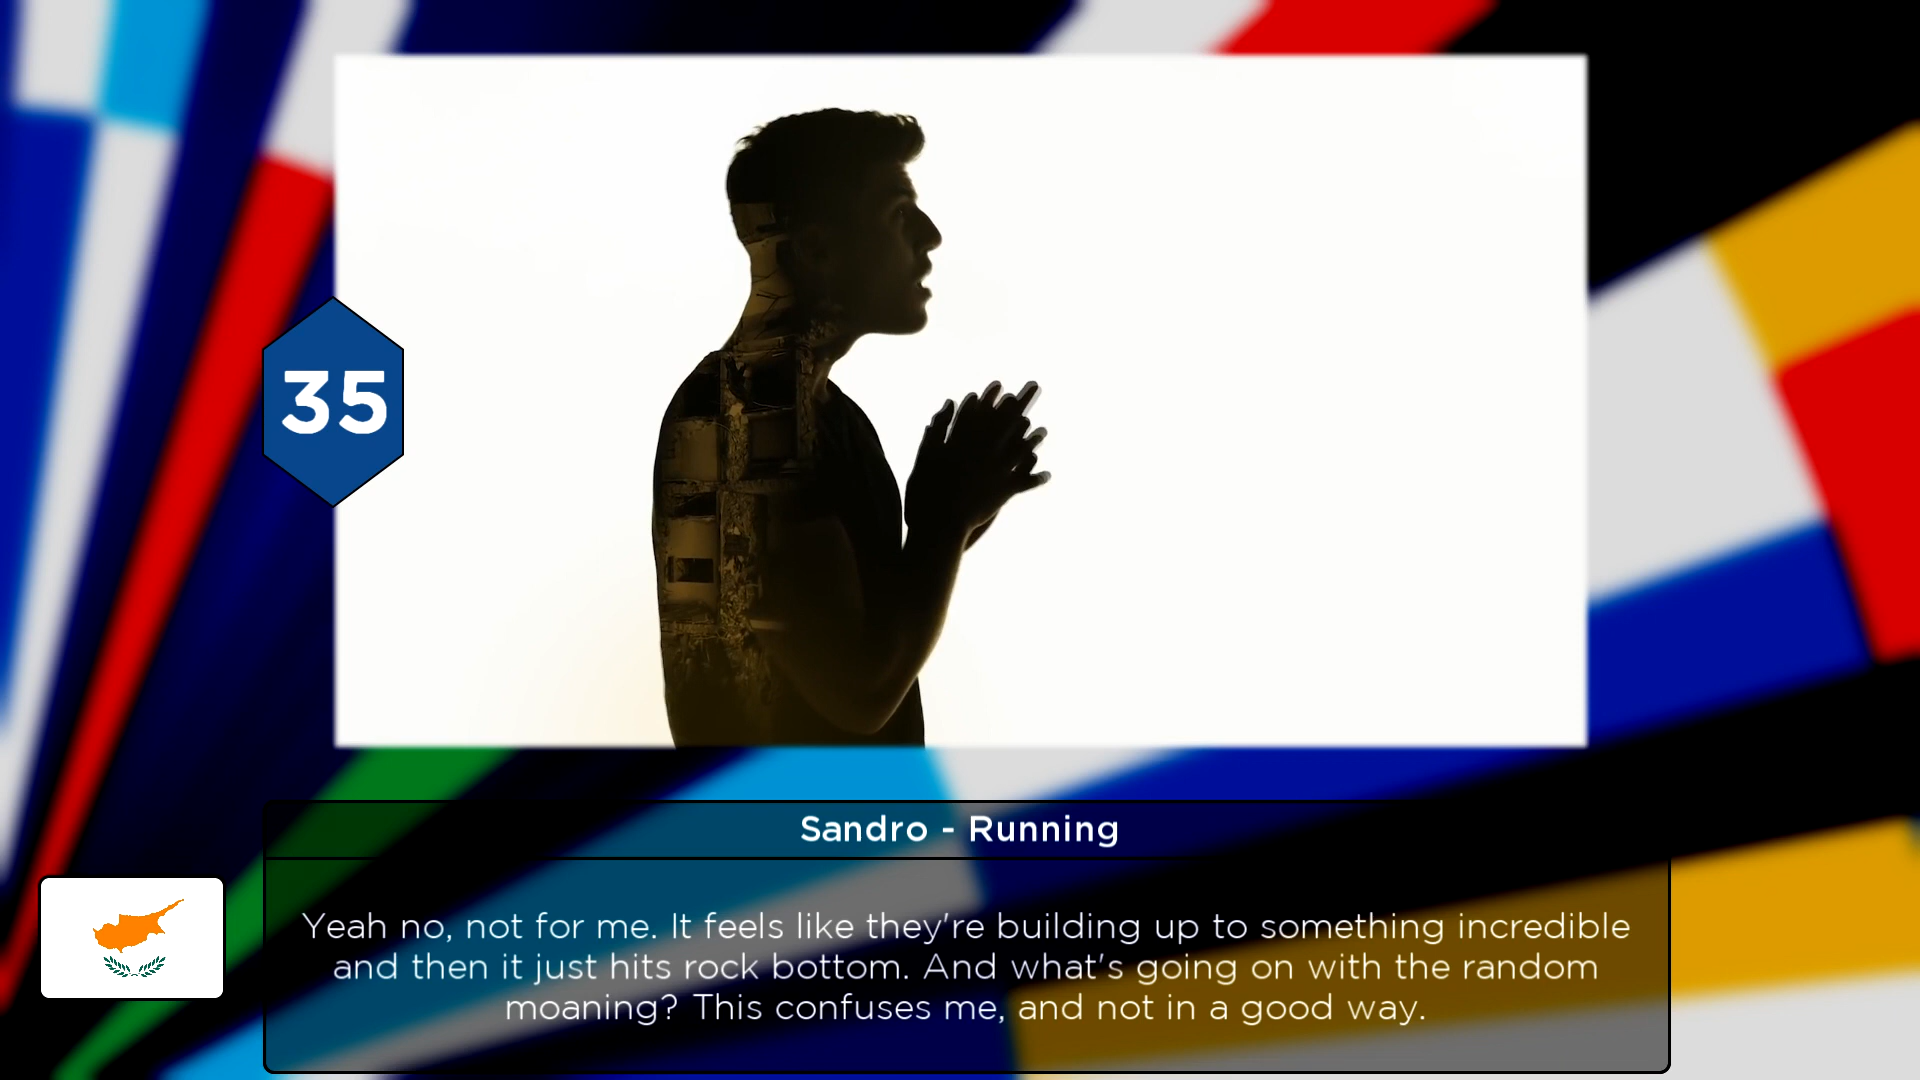 35
Sandro - Running
Yeah no, not for me. It feels like they're building up to something incredible
and then it just hits rock bottom. And what's going on with the random
moaning? This confuses me, and not in a good way.